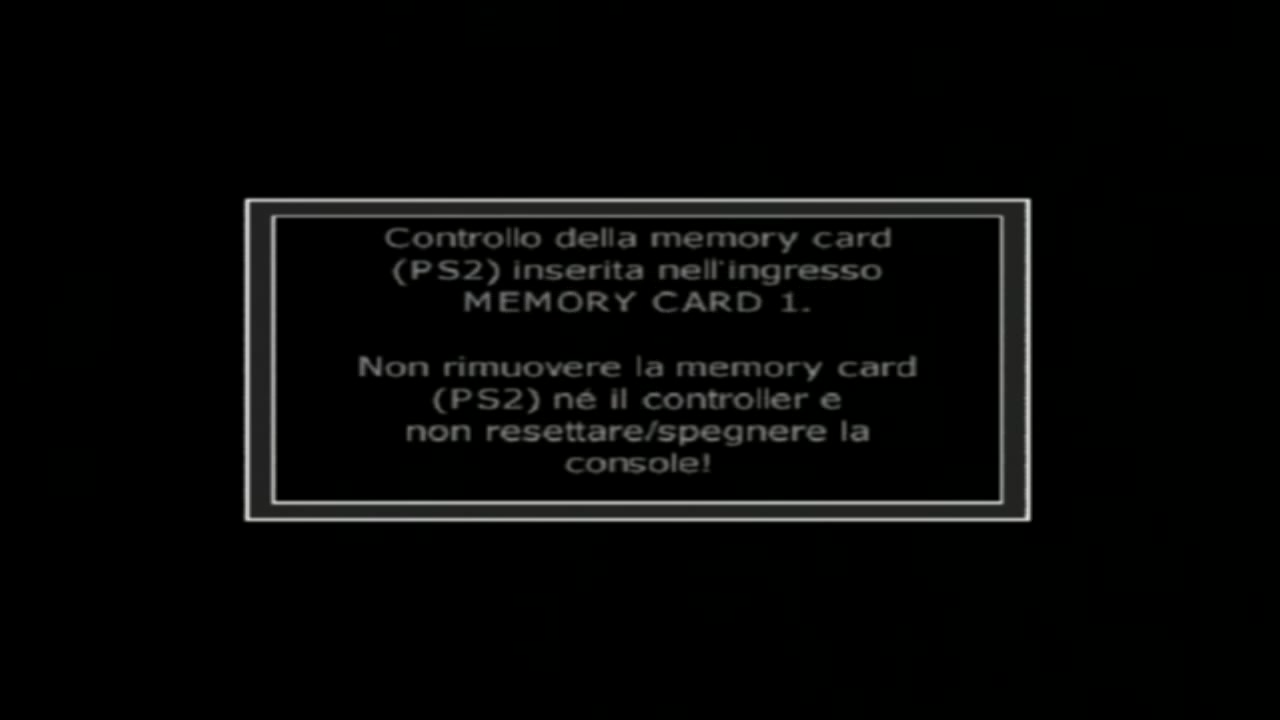 Controllo della memory card
(PS2) inserita nell'ingresso
MEMORY CARD 1.
Non rimuovere la memory card
(PS2) né il controller e
non resettare/spegnere la
console!